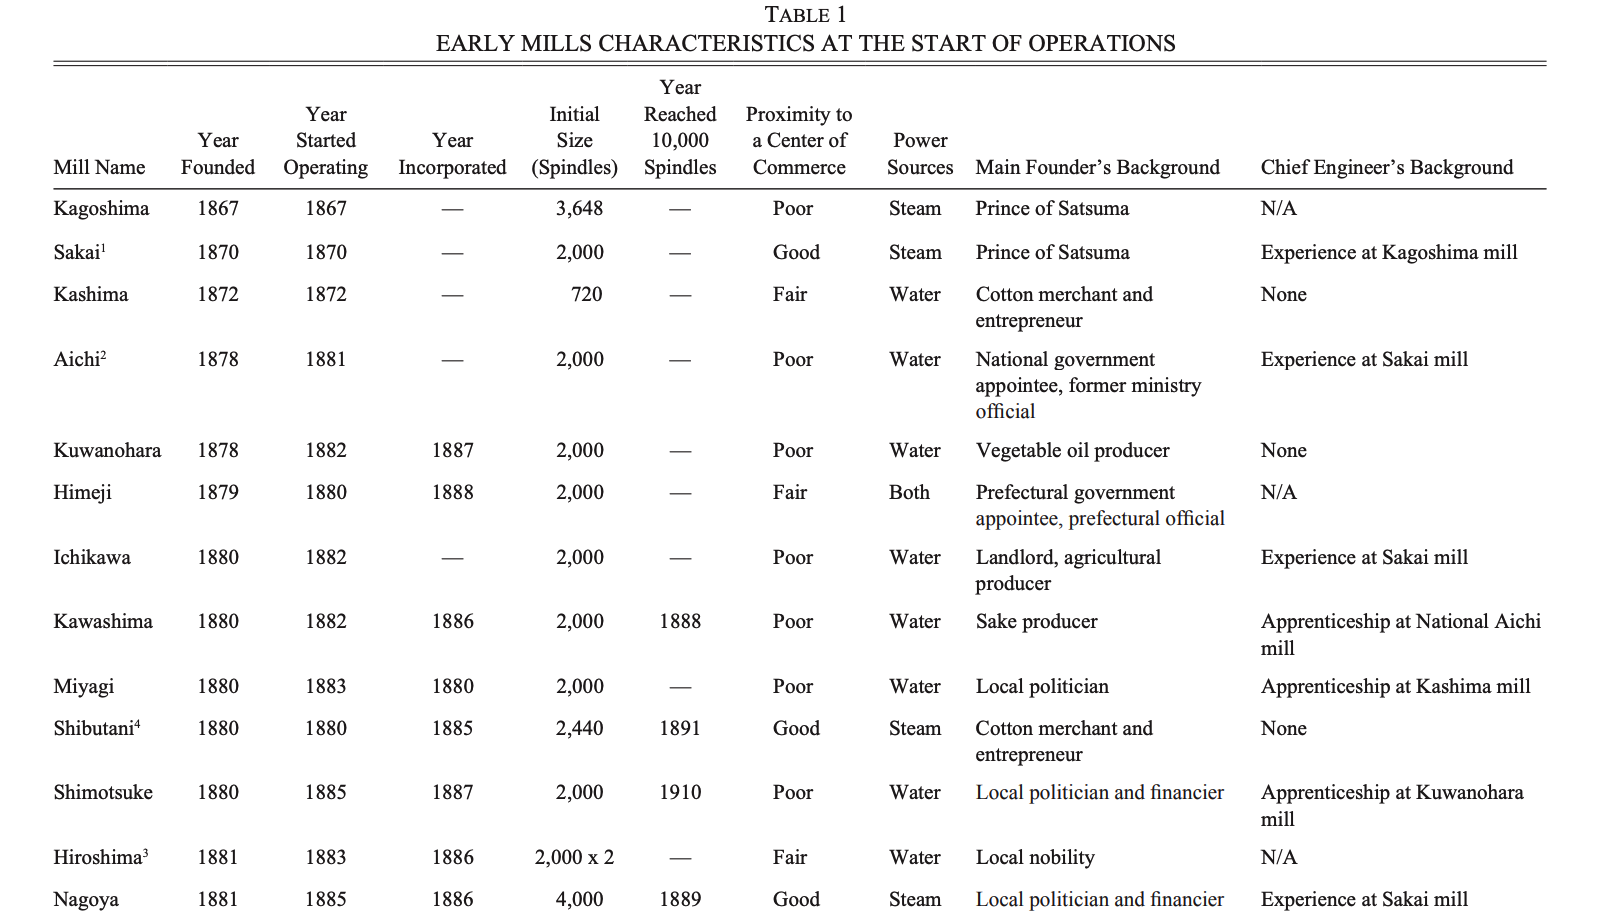 TABLE 1
EARLY MILLS CHARACTERISTICS AT THE START OF OPERATIONS
Mill Name | Year Founded | Year Started Operating | Year Incorporated | Initial Size (Spindles) | Year Reached 10,000 Spindles | Proximity to a Center of Commerce | Power Sources | Main Founder’s Background | Chief Engineer’s Background
Kagoshima 1867 1867 — 3,648 — Poor Steam Prince of Satsuma N/A
Sakai¹ 1870 1870 — 2,000 — Good Steam Prince of Satsuma Experience at Kagoshima mill
Kashima 1872 1872 — 720 — Fair Water Cotton merchant and entrepreneur None
Aichi² 1878 1881 — 2,000 — Poor Water National government appointee, former ministry official Experience at Sakai mill
Kuwanohara 1878 1882 1887 2,000 — Poor Water Vegetable oil producer None
Himeji 1879 1880 1888 2,000 — Fair Both Prefectural government appointee, prefectural official N/A
Ichikawa 1880 1882 — 2,000 — Poor Water Landlord, agricultural producer Experience at Sakai mill
Kawashima 1880 1882 1886 2,000 1888 Poor Water Sake producer Apprenticeship at National Aichi mill
Miyagi 1880 1883 1880 2,000 — Poor Water Local politician Apprenticeship at Kashima mill
Shibutani⁴ 1880 1880 1885 2,440 1891 Good Steam Cotton merchant and entrepreneur None
Shimotsuke 1880 1885 1887 2,000 1910 Poor Water Local politician and financier Apprenticeship at Kuwanohara mill
Hiroshima³ 1881 1883 1886 2,000 x 2 — Fair Water Local nobility N/A
Nagoya 1881 1885 1886 4,000 1889 Good Steam Local politician and financier Experience at Sakai mill